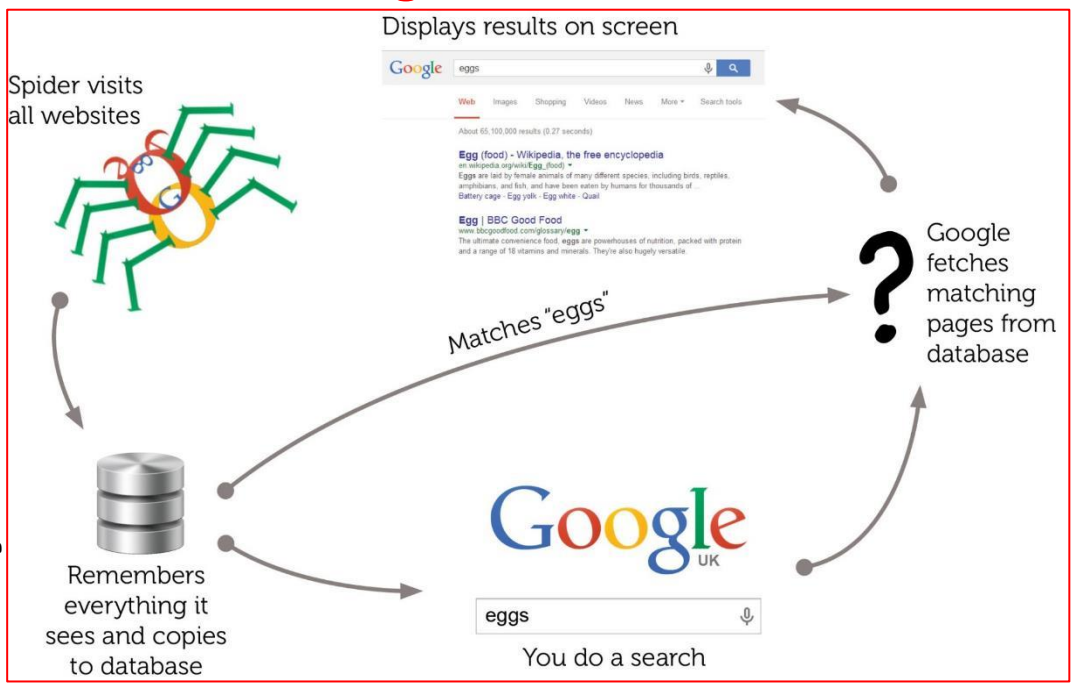 Displays results on screen
Google eggs
Web Images Shopping Videos News More Search tools
About 65,100,000 results (0.27 seconds)
Egg (food) - Wikipedia, the free encyclopedia
en.wikipedia.org/wiki/Egg_(food)
Eggs are laid by female animals of many different species, including birds, reptiles,
amphibians, and fish, and have been eaten by humans for thousands of ...
Battery cage - Egg yolk - Egg white - Quail
Egg | BBC Good Food
www.bbcgoodfood.com/glossary/egg
The ultimate convenience food, eggs are powerhouses of nutrition, packed with protein
and a range of 18 vitamins and minerals. They're also hugely versatile.
Spider visits
all websites
Google
fetches
matching
pages from
database
Matches "eggs"
Remembers
everything it
sees and copies
to database
Google
UK
eggs
You do a search